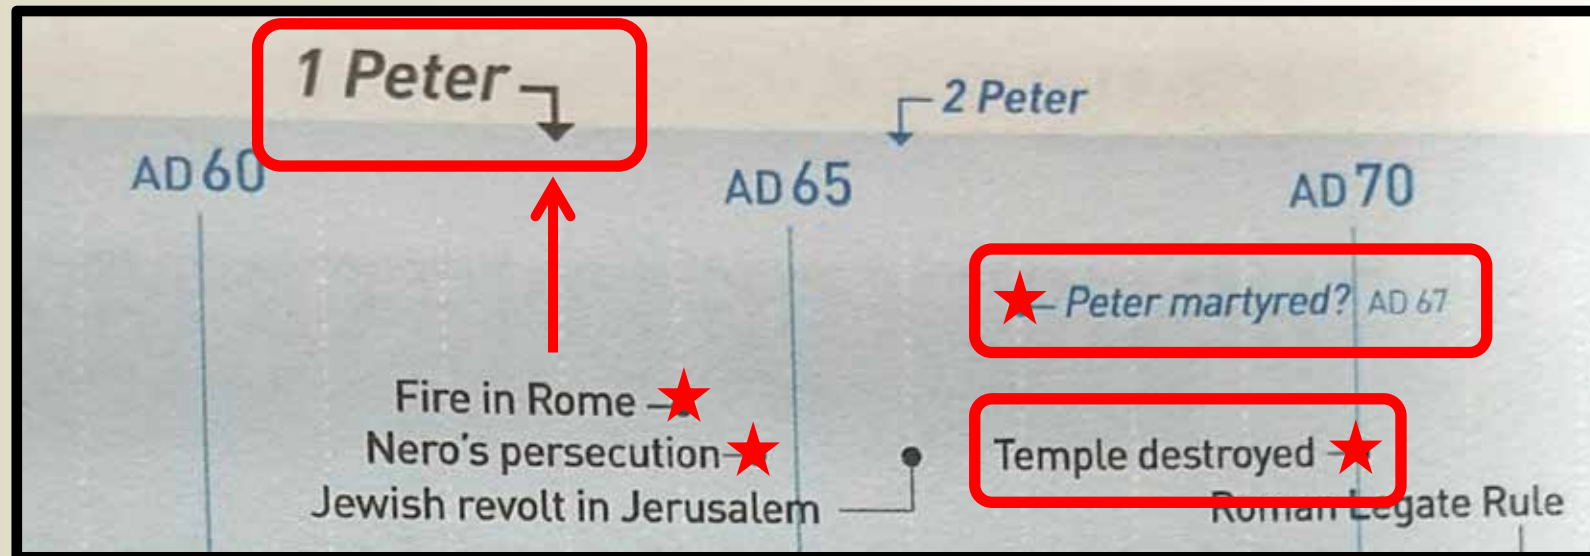 1 Peter
2 Peter
AD 60
AD 65
AD 70
Peter martyred? AD 67
Fire in Rome
Nero's persecution
Temple destroyed
Jewish revolt in Jerusalem
Roman Legate Rule